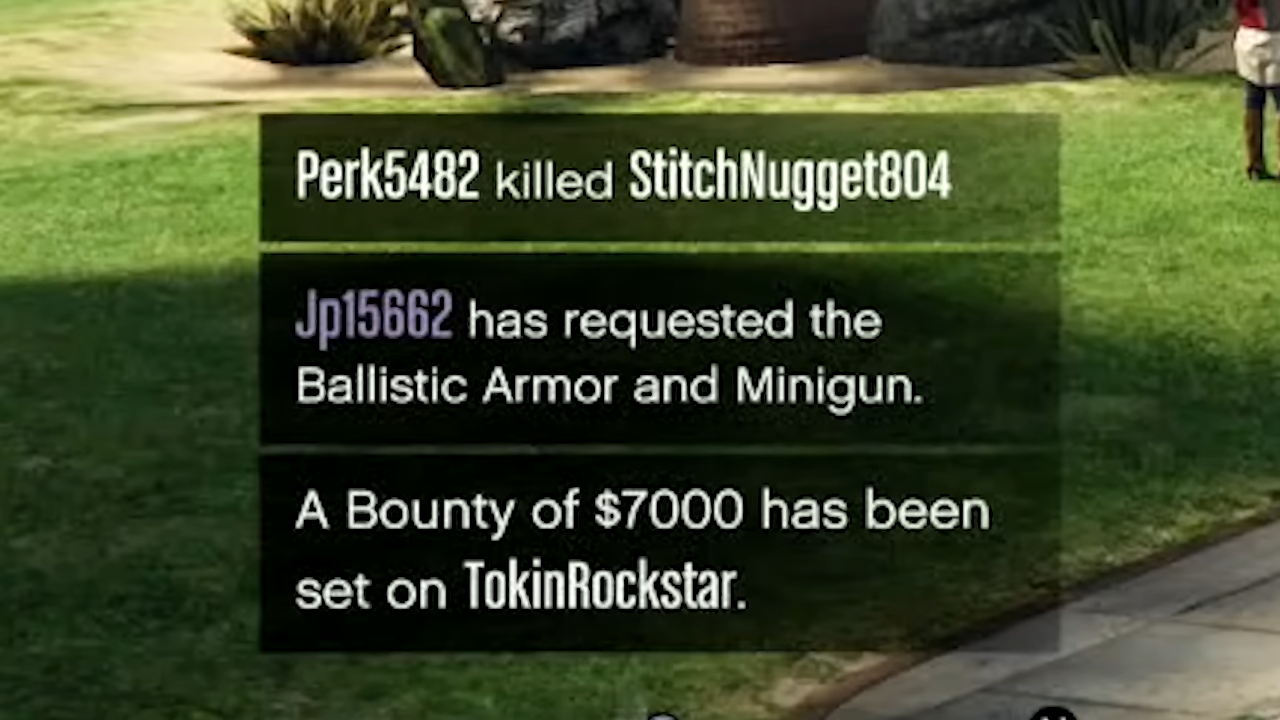 Perk5482 killed StitchNugget804
Jp15662 has requested the
Ballistic Armor and Minigun.
A Bounty of $7000 has been
set on TokinRockstar.